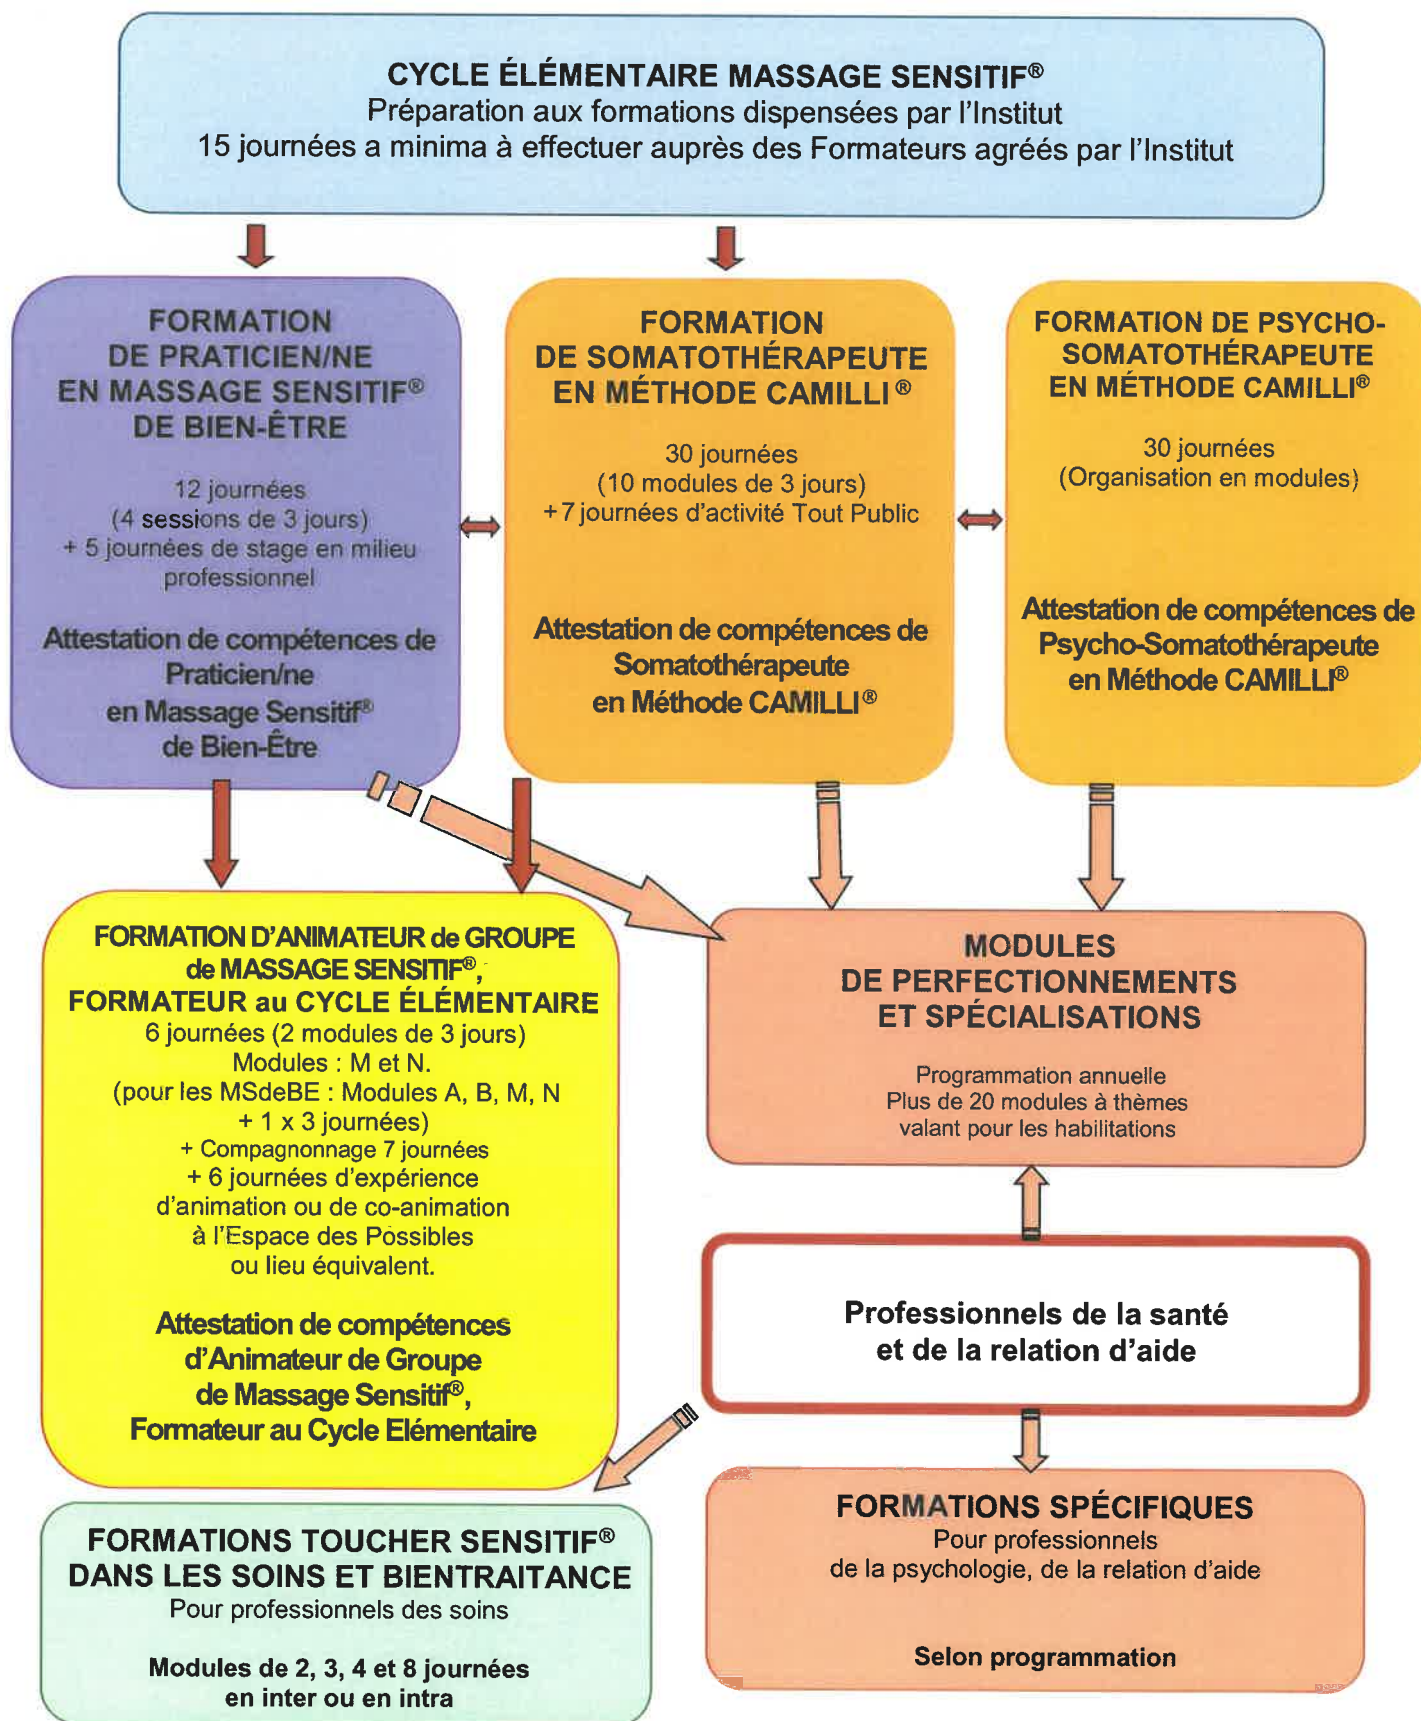 CYCLE ÉLÉMENTAIRE MASSAGE SENSITIF®
Préparation aux formations dispensées par l'Institut
15 journées a minima à effectuer auprès des Formateurs agréés par l'Institut
FORMATION
DE PRATICIEN/NE
EN MASSAGE SENSITIF®
DE BIEN-ÊTRE
12 journées
(4 sessions de 3 jours)
+ 5 journées de stage en milieu
professionnel
Attestation de compétences de
Praticien/ne
en Massage Sensitif®
de Bien-Être
FORMATION
DE SOMATOTHÉRAPEUTE
EN MÉTHODE CAMILLI®
30 journées
(10 modules de 3 jours)
+7 journées d'activité Tout Public
Attestation de compétences de
Somatothérapeute
en Méthode CAMILLI®
FORMATION DE PSYCHO-
SOMATOTHÉRAPEUTE
EN MÉTHODE CAMILLI®
30 journées
(Organisation en modules)
Attestation de compétences de
Psycho-Somatothérapeute
en Méthode CAMILLI®
FORMATION D'ANIMATEUR de GROUPE
de MASSAGE SENSITIF®,
FORMATEUR au CYCLE ÉLÉMENTAIRE
6 journées (2 modules de 3 jours)
Modules : M et N.
(pour les MSdeBE : Modules A, B, M, N
+ 1 x 3 journées)
+ Compagnonnage 7 journées
+ 6 journées d'expérience
d'animation ou de co-animation
à l'Espace des Possibles
ou lieu équivalent.
Attestation de compétences
d'Animateur de Groupe
de Massage Sensitif®,
Formateur au Cycle Elémentaire
MODULES
DE PERFECTIONNEMENTS
ET SPÉCIALISATIONS
Programmation annuelle
Plus de 20 modules à thèmes
valant pour les habilitations
Professionnels de la santé
et de la relation d'aide
FORMATIONS TOUCHER SENSITIF®
DANS LES SOINS ET BIENTRAITANCE
Pour professionnels des soins
Modules de 2, 3, 4 et 8 journées
en inter ou en intra
FORMATIONS SPÉCIFIQUES
Pour professionnels
de la psychologie, de la relation d'aide
Selon programmation